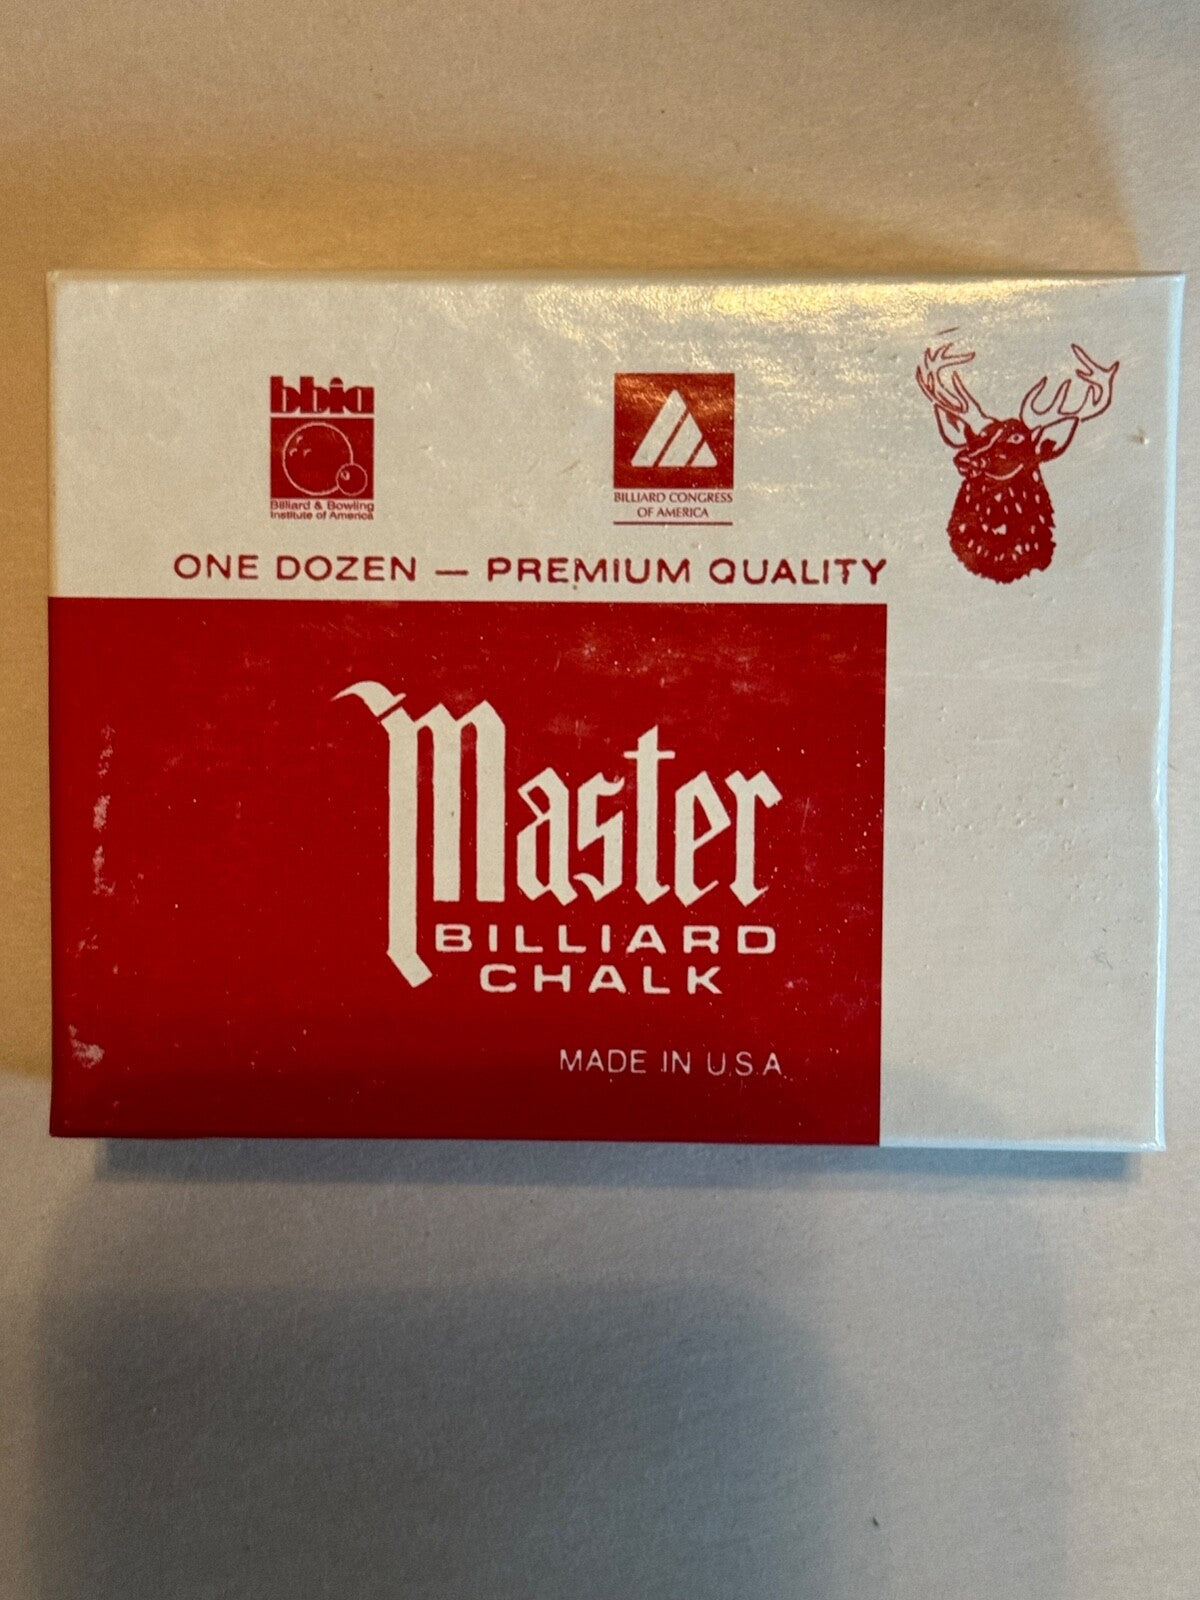 bbia
Billiard & Bowling
Institute of America
BILLIARD CONGRESS
OF AMERICA
ONE DOZEN — PREMIUM QUALITY
Master
BILLIARD
CHALK
MADE IN U.S.A.